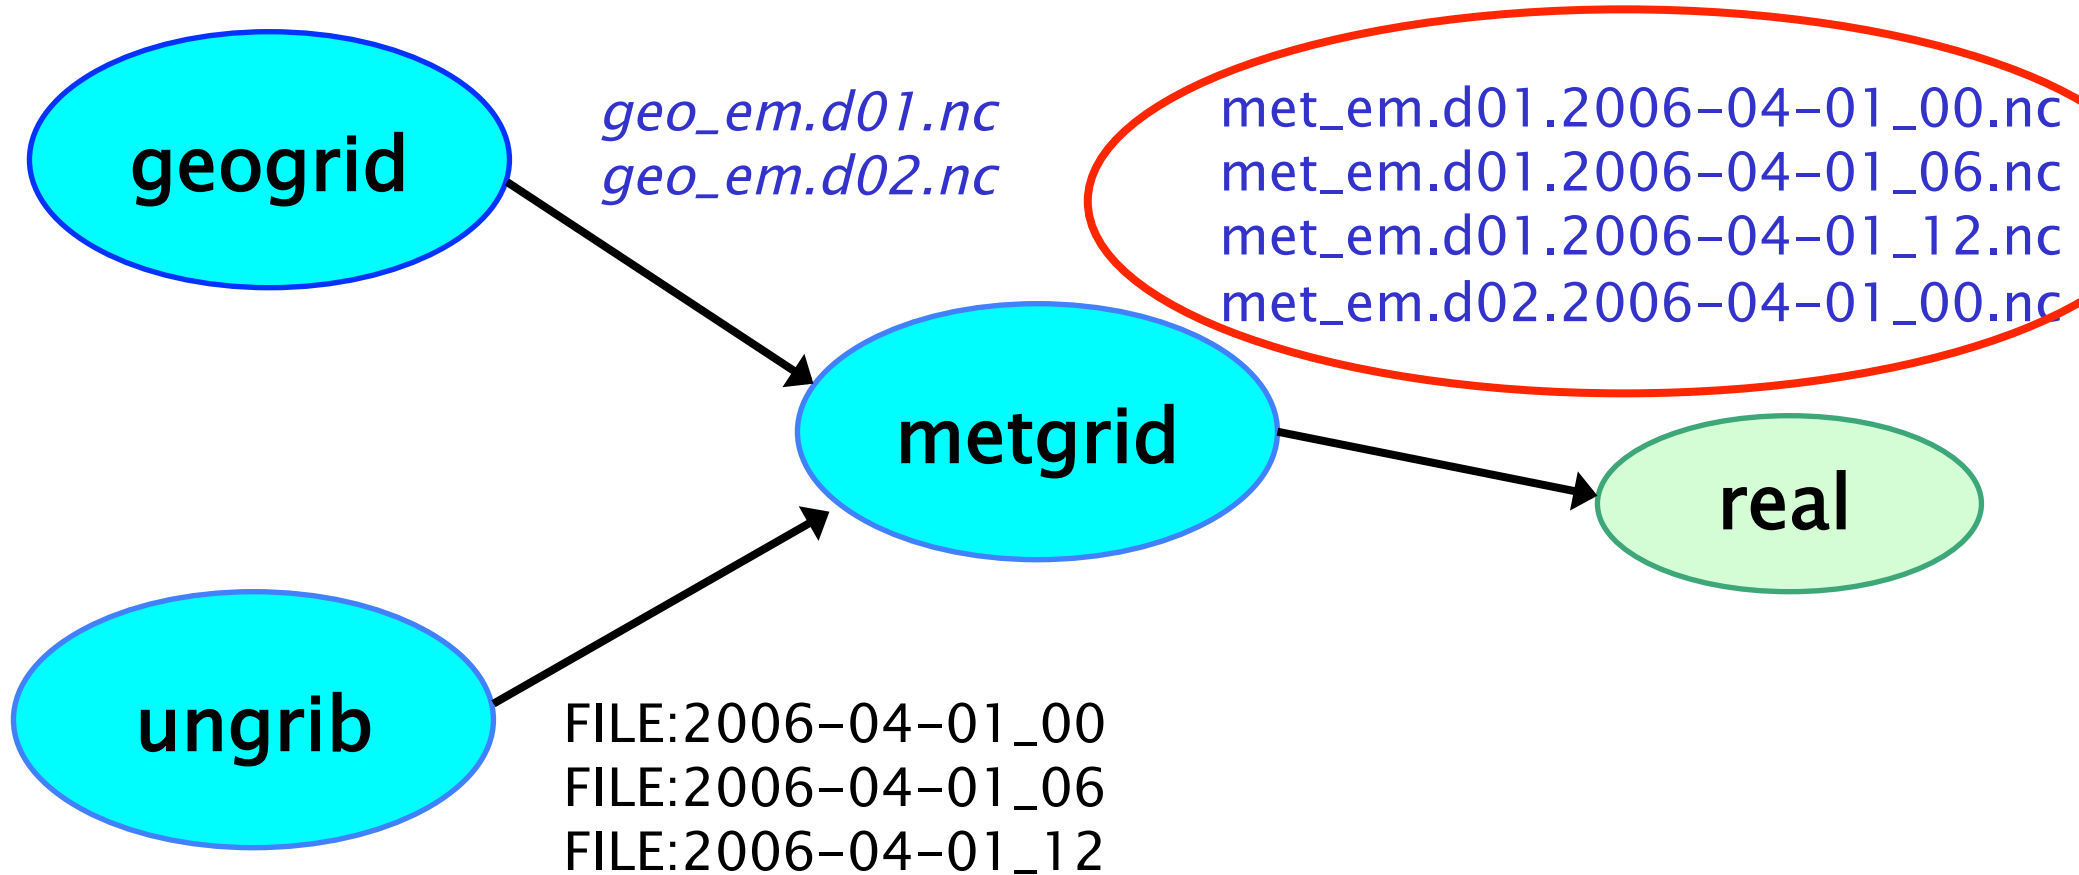 geogrid
geo_em.d01.nc
geo_em.d02.nc
met_em.d01.2006-04-01_00.nc
met_em.d01.2006-04-01_06.nc
met_em.d01.2006-04-01_12.nc
met_em.d02.2006-04-01_00.nc
metgrid
real
ungrib
FILE:2006-04-01_00
FILE:2006-04-01_06
FILE:2006-04-01_12